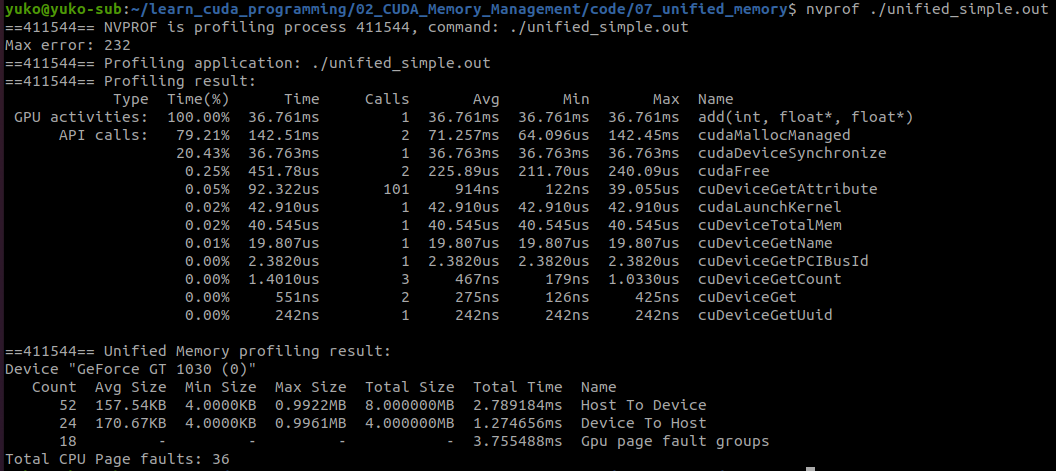 yuko@yuko-sub:~/learn_cuda_programming/02_CUDA_Memory_Management/code/07_unified_memory$ nvprof ./unified_simple.out
==411544== NVPROF is profiling process 411544, command: ./unified_simple.out
Max error: 232
==411544== Profiling application: ./unified_simple.out
==411544== Profiling result:
            Type  Time(%)      Time     Calls       Avg       Min       Max  Name
 GPU activities:  100.00%  36.761ms         1  36.761ms  36.761ms  36.761ms  add(int, float*, float*)
      API calls:   79.21%  142.51ms         2  71.257ms  64.096us  142.45ms  cudaMallocManaged
                   20.43%  36.763ms         1  36.763ms  36.763ms  36.763ms  cudaDeviceSynchronize
                    0.25%  451.78us         2  225.89us  211.70us  240.09us  cudaFree
                    0.05%  92.322us       101     914ns     122ns  39.055us  cuDeviceGetAttribute
                    0.02%  42.910us         1  42.910us  42.910us  42.910us  cudaLaunchKernel
                    0.02%  40.545us         1  40.545us  40.545us  40.545us  cuDeviceTotalMem
                    0.01%  19.807us         1  19.807us  19.807us  19.807us  cuDeviceGetName
                    0.00%  2.3820us         1  2.3820us  2.3820us  2.3820us  cuDeviceGetPCIBusId
                    0.00%  1.4010us         3     467ns     179ns  1.0330us  cuDeviceGetCount
                    0.00%     551ns         2     275ns     126ns     425ns  cuDeviceGet
                    0.00%     242ns         1     242ns     242ns     242ns  cuDeviceGetUuid

==411544== Unified Memory profiling result:
Device "GeForce GT 1030 (0)"
   Count  Avg Size  Min Size  Max Size  Total Size  Total Time  Name
      52  157.54KB  4.0000KB  0.9922MB  8.000000MB  2.789184ms  Host To Device
      24  170.67KB  4.0000KB  0.9961MB  4.000000MB  1.274656ms  Device To Host
      18         -         -         -           -  3.755488ms  Gpu page fault groups
Total CPU Page faults: 36